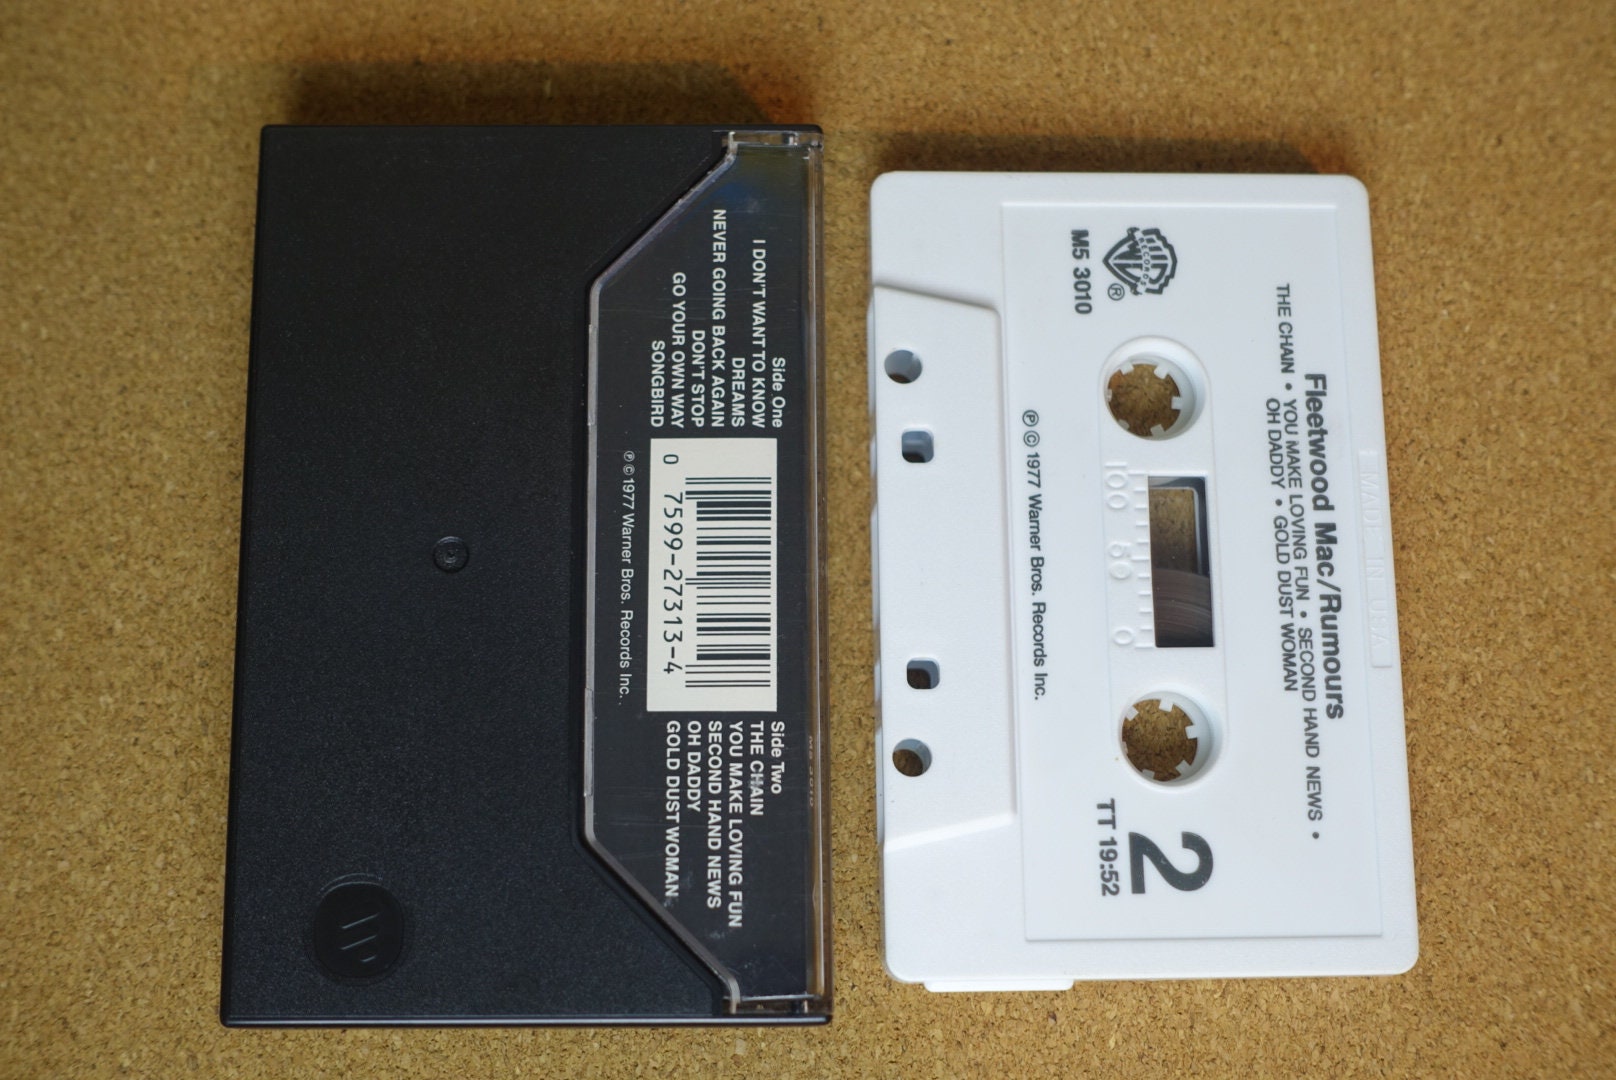 Side One
I DON'T WANT TO KNOW
DREAMS
NEVER GOING BACK AGAIN
DON'T STOP
GO YOUR OWN WAY
SONGBIRD
0 7599-27313-4
℗ © 1977 Warner Bros. Records Inc.
Side Two
THE CHAIN
YOU MAKE LOVING FUN
SECOND HAND NEWS
OH DADDY
GOLD DUST WOMAN
MADE IN USA
Fleetwood Mac/Rumours
THE CHAIN • YOU MAKE LOVING FUN • SECOND HAND NEWS •
OH DADDY • GOLD DUST WOMAN
RECORDS
®
M5 3010
100 50 0
2
TT 19:52
℗ © 1977 Warner Bros. Records Inc.